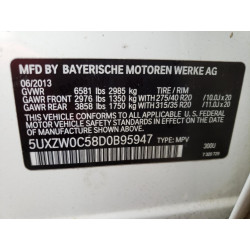 MFD BY BAYERISCHE MOTOREN WERKE AG
06/2013 TIRE / RIM
GVWR 6581 lbs 2985 kg
GAWR FRONT 2976 lbs 1350 kg 275/40 R20 / 10.0J x 20
GAWR REAR 3858 lbs 1750 kg 315/35 R20 / 11.0J x 20
THIS VEHICLE CONFORMS TO ALL APPLICABLE
FEDERAL MOTOR VEHICLE SAFETY STANDARDS IN
EFFECT ON THE DATE OF MANUFACTURE SHOWN ABOVE
5UXZW0C58D0B95947 TYPE: MPV
300U